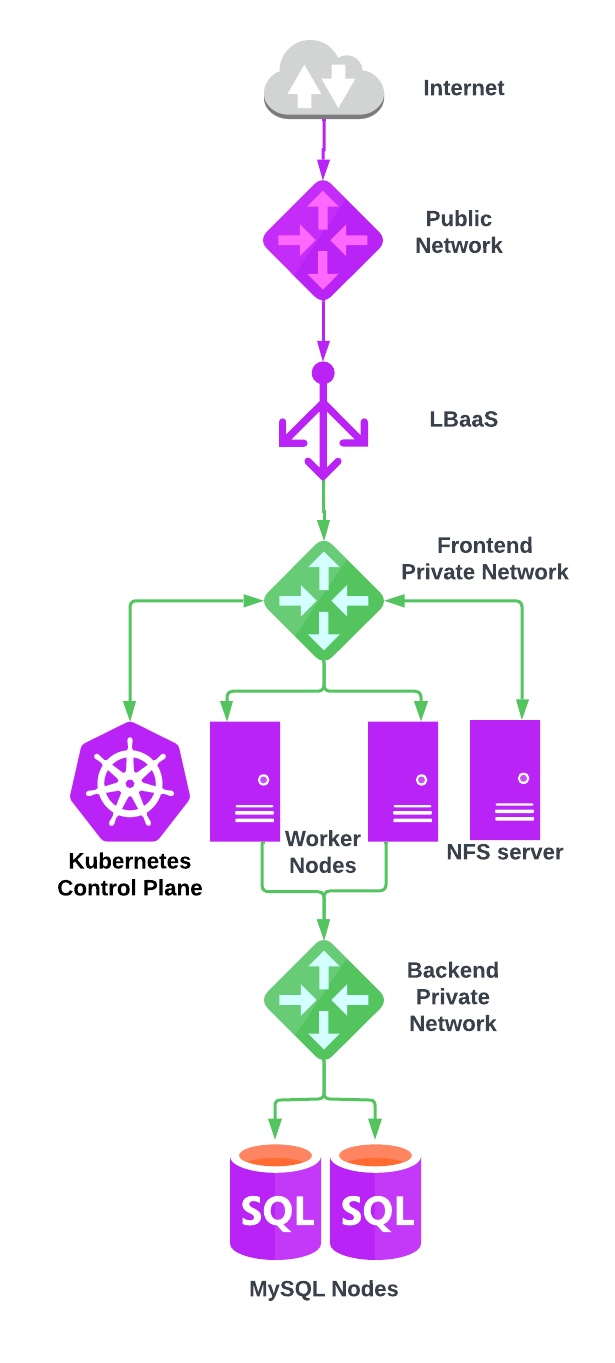 Internet
Public
Network
LBaaS
Frontend
Private Network
Kubernetes
Control Plane
Worker
Nodes
NFS server
Backend
Private
Network
SQL
SQL
MySQL Nodes